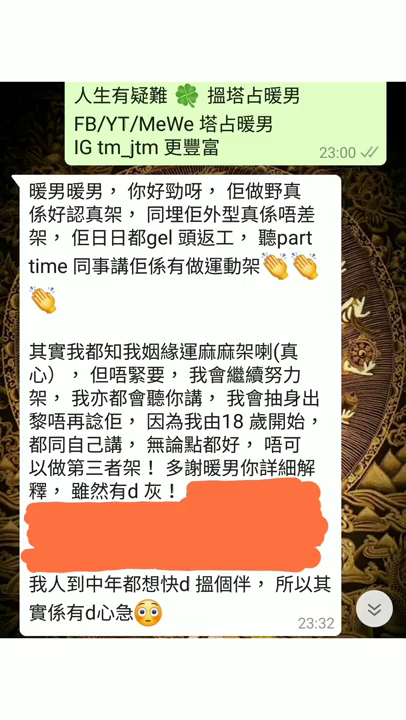 人生有疑難 🍀 搵塔占暖男
FB/YT/MeWe 塔占暖男
IG tm_jtm 更豐富
23:00
暖男暖男， 你好勁呀， 佢做野真
係好認真架， 同埋佢外型真係唔差
架， 佢日日都gel 頭返工， 聽part
time 同事講佢係有做運動架👏👏
👏
其實我都知我姻緣運麻麻架喇(真
心） ， 但唔緊要， 我會繼續努力
架， 我亦都會聽你講， 我會抽身出
黎唔再諗佢， 因為我由18 歲開始，
都同自己講， 無論點都好， 唔可
以做第三者架！ 多謝暖男你詳細解
釋， 雖然有d 灰！
我人到中年都想快d 搵個伴， 所以其
實係有d心急😳
23:32